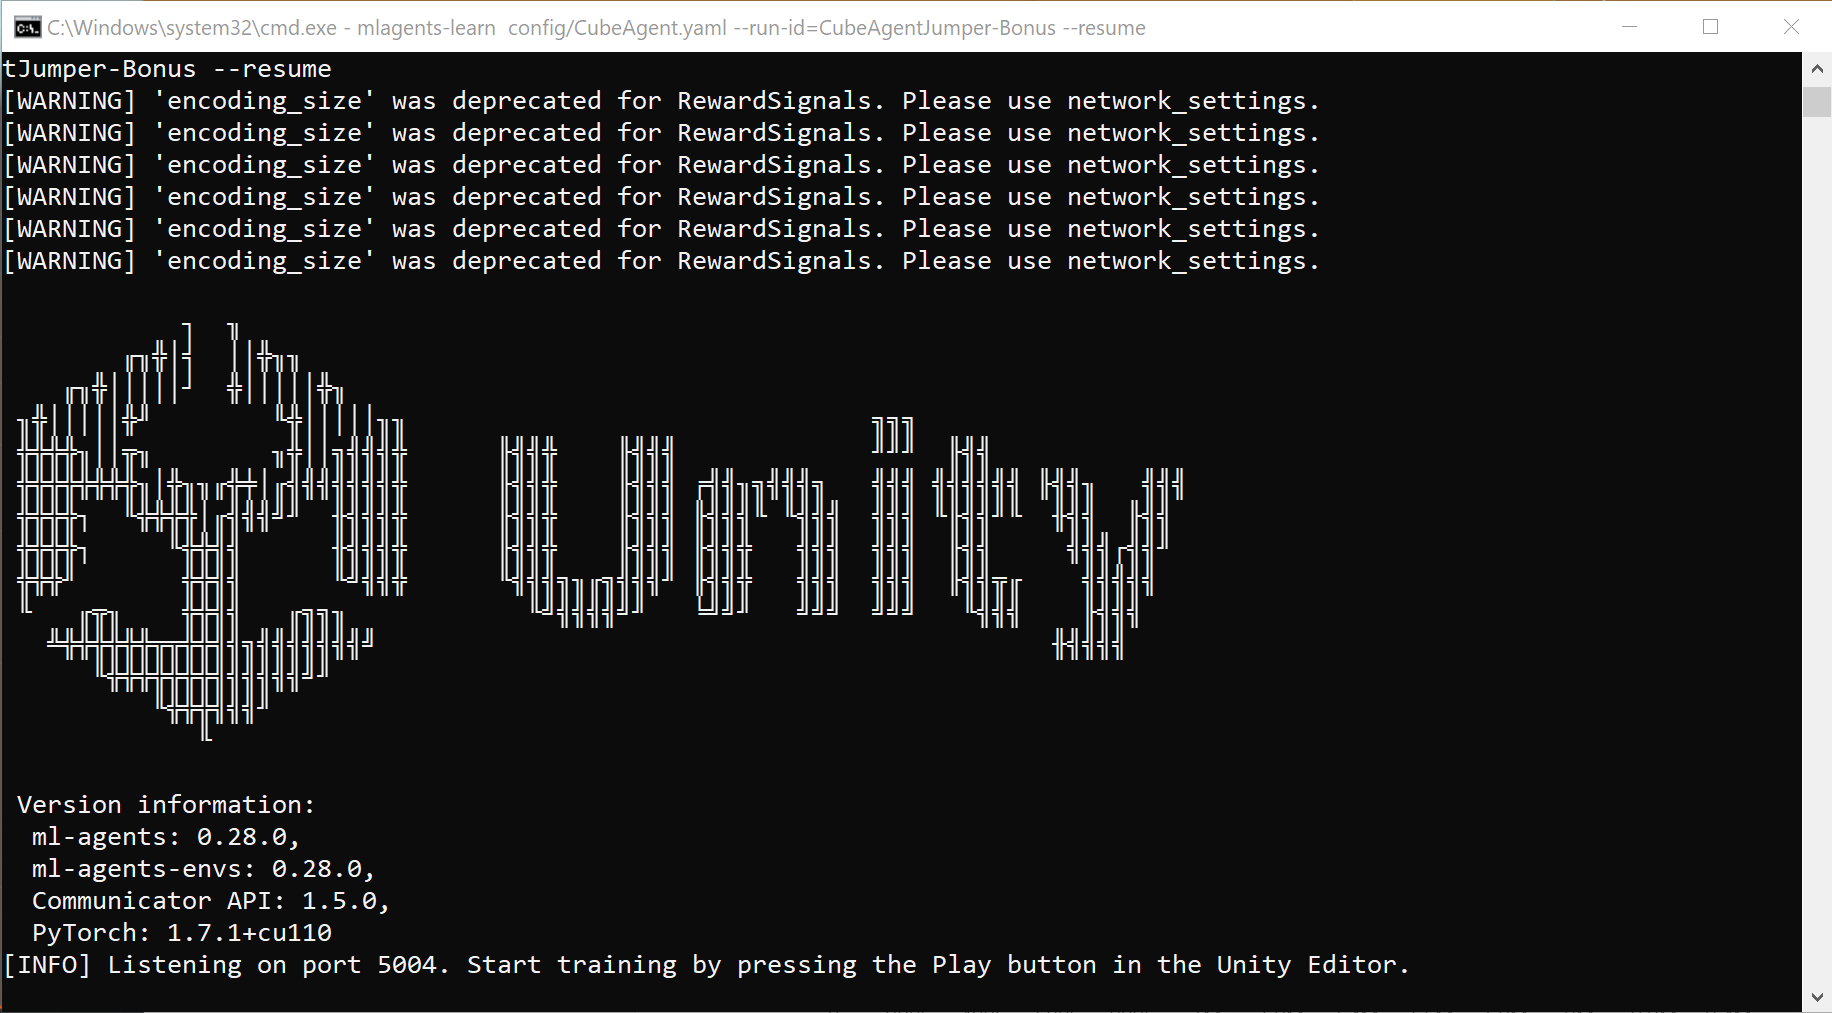 C:\Windows\system32\cmd.exe - mlagents-learn  config/CubeAgent.yaml --run-id=CubeAgentJumper-Bonus --resume
tJumper-Bonus --resume
[WARNING] 'encoding_size' was deprecated for RewardSignals. Please use network_settings.
[WARNING] 'encoding_size' was deprecated for RewardSignals. Please use network_settings.
[WARNING] 'encoding_size' was deprecated for RewardSignals. Please use network_settings.
[WARNING] 'encoding_size' was deprecated for RewardSignals. Please use network_settings.
[WARNING] 'encoding_size' was deprecated for RewardSignals. Please use network_settings.
[WARNING] 'encoding_size' was deprecated for RewardSignals. Please use network_settings.
unity
Version information:
ml-agents: 0.28.0,
ml-agents-envs: 0.28.0,
Communicator API: 1.5.0,
PyTorch: 1.7.1+cu110
[INFO] Listening on port 5004. Start training by pressing the Play button in the Unity Editor.